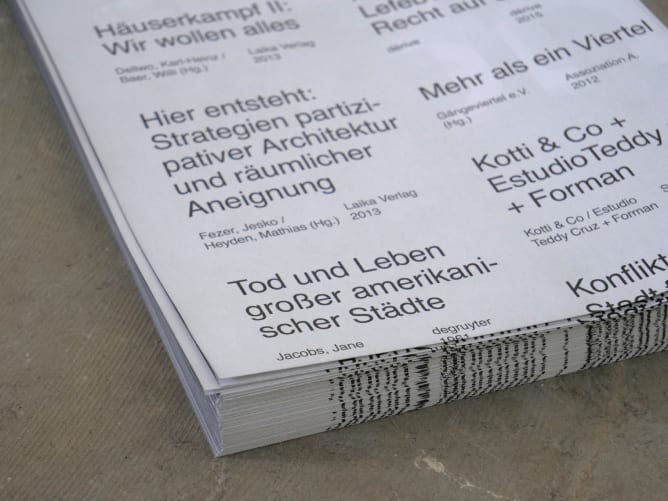 Häuserkampf II:
Wir wollen alles
Dellwo, Karl-Heinz /
Baer, Willi (Hg.)
Laika Verlag
2013
Recht auf
dérive
dérive
2015
Hier entsteht:
Strategien partizi-
pativer Architektur
und räumlicher
Aneignung
Fezer, Jesko /
Heyden, Mathias (Hg.)
Laika Verlag
2013
Mehr als ein Viertel
Gängeviertel e.V.
(Hg.)
Assoziation A.
2012
Kotti & Co +
EstudioTeddy
+ Forman
Kotti & Co / Estudio
Teddy Cruz + Forman
Tod und Leben
großer amerikani-
scher Städte
Jacobs, Jane
degruyter
Konflikt
Stadt